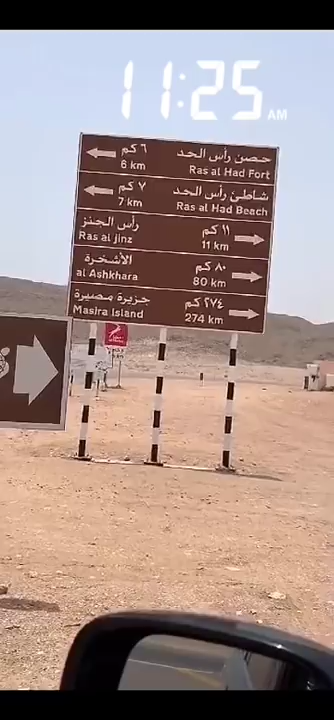 11:25 AM
٦ كم حصن رأس الحد
6 km Ras al Had Fort
٧ كم شاطئ رأس الحد
7 km Ras al Had Beach
رأس الجنز ١١ كم
Ras al jinz 11 km
الأشخرة ٨٠ كم
al Ashkhara 80 km
جزيرة مصيرة ٢٧٤ كم
Masira Island 274 km